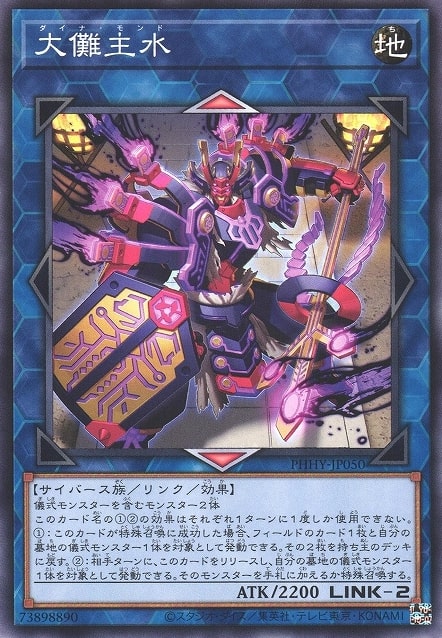 ダイナ・モンド
大儺主水
ち
地
PHHY-JP050
【サイバース族/リンク/効果】
儀式モンスターを含むモンスター2体
このカード名の①②の効果はそれぞれ1ターンに1度しか使用できない。
①:このカードが特殊召喚に成功した場合、フィールドのカード1枚と自分の
墓地の儀式モンスター1体を対象として発動できる。その2枚を持ち主のデッキ
に戻す。②:相手ターンに、このカードをリリースし、自分の墓地の儀式モンス
ター1体を対象として発動できる。そのモンスターを手札に加えるか特殊召喚する。
ATK/2200 LINK-2
73898890
©スタジオ・ダイス/集英社・テレビ東京・KONAMI